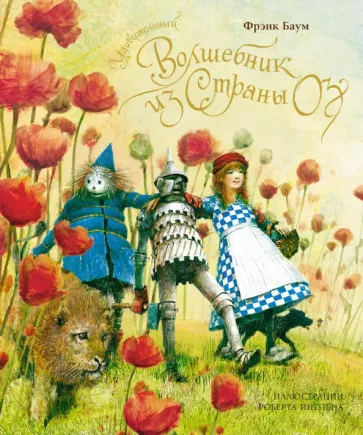 Фрэнк Баум
Удивительный
Волшебник
из Страны Оз
ИЛЛЮСТРАЦИИ
РОБЕРТА ИНГПЕНА